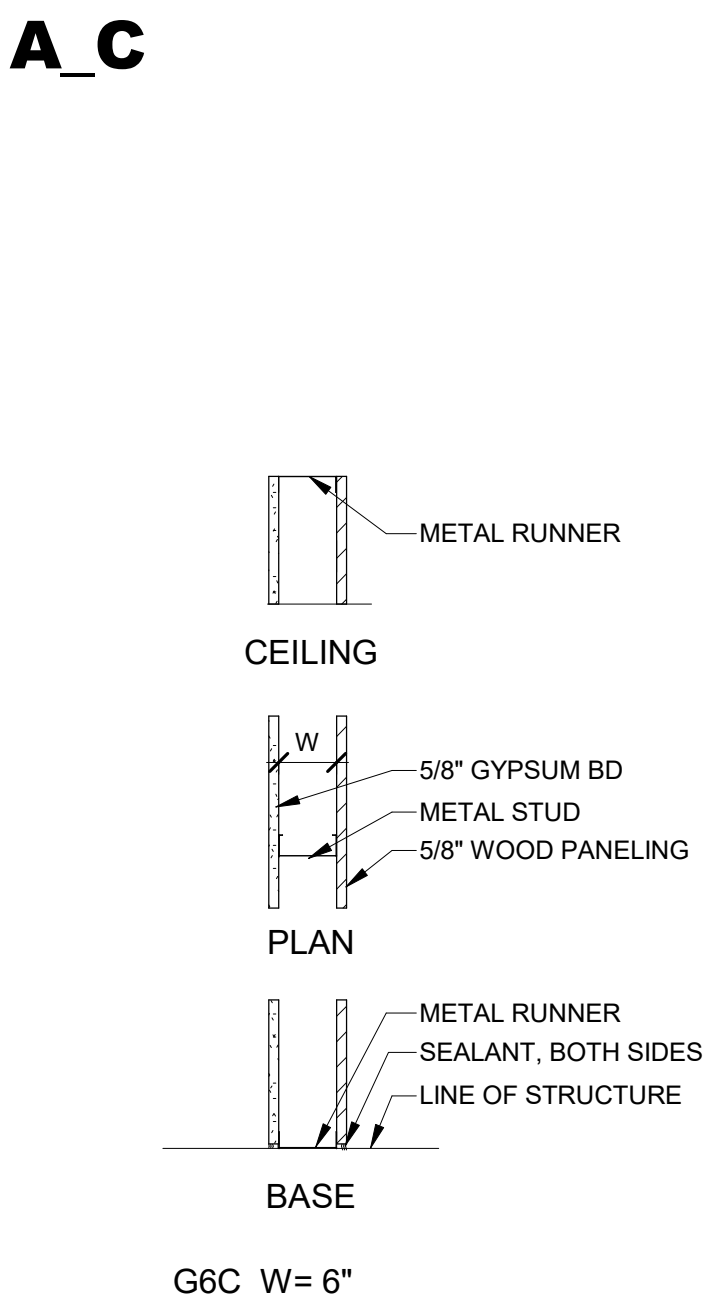 A_C
METAL RUNNER
CEILING
W
5/8" GYPSUM BD
METAL STUD
5/8" WOOD PANELING
PLAN
METAL RUNNER
SEALANT, BOTH SIDES
LINE OF STRUCTURE
BASE
G6C W= 6"